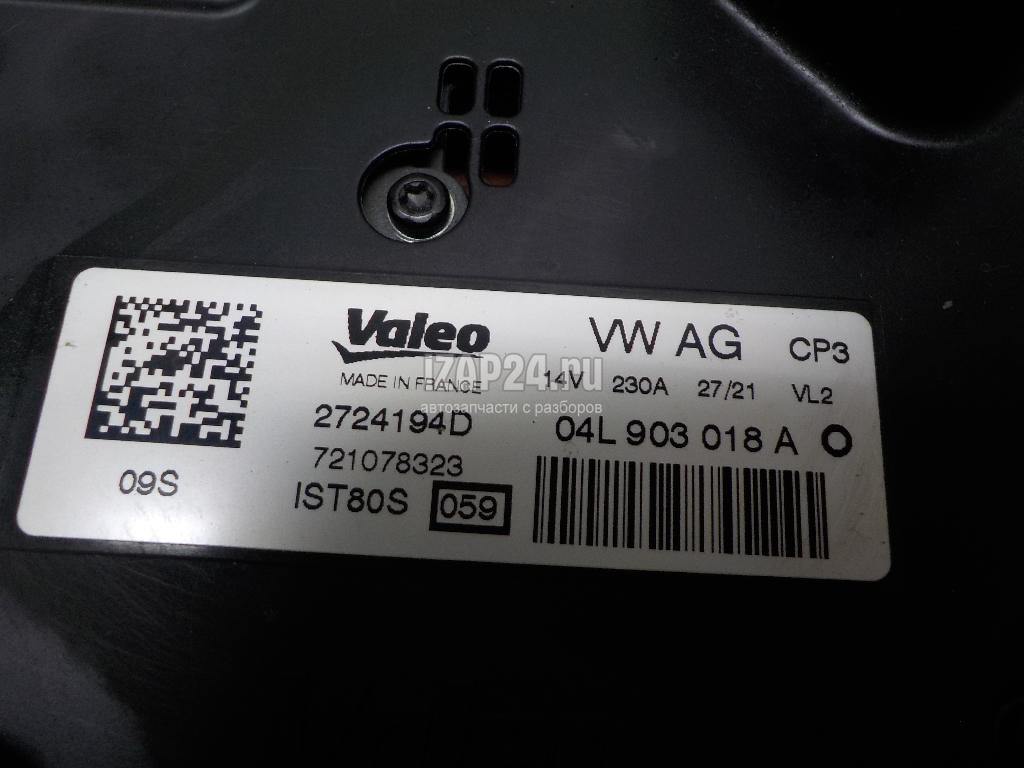 Valeo VW AG CP3
IZAP24.ru
MADE IN FRANCE 14V 230A 27/21 VL2
автозапчасти с разборов
2724194D 04L 903 018 A O
721078323
09S IST80S 059